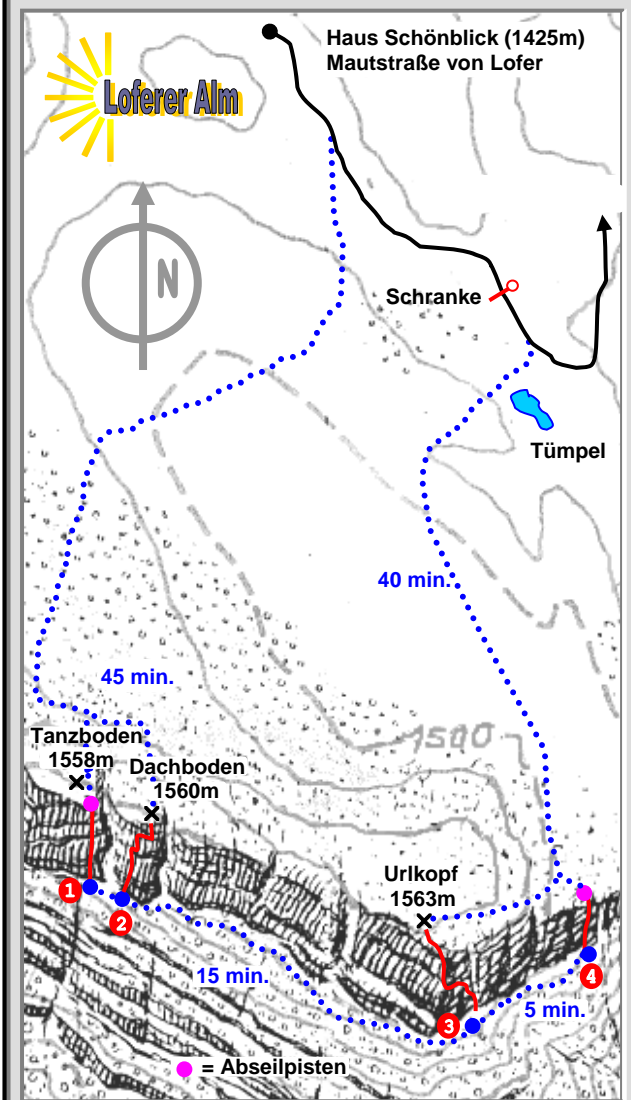 Haus Schönblick (1425m)
Mautstraße von Lofer
Loferer Alm
N
Schranke
Tümpel
40 min.
45 min.
1500
Tanzboden
1558m
Dachboden
1560m
Urlkopf
1563m
1
2
15 min.
3
4
5 min.
= Abseilpisten